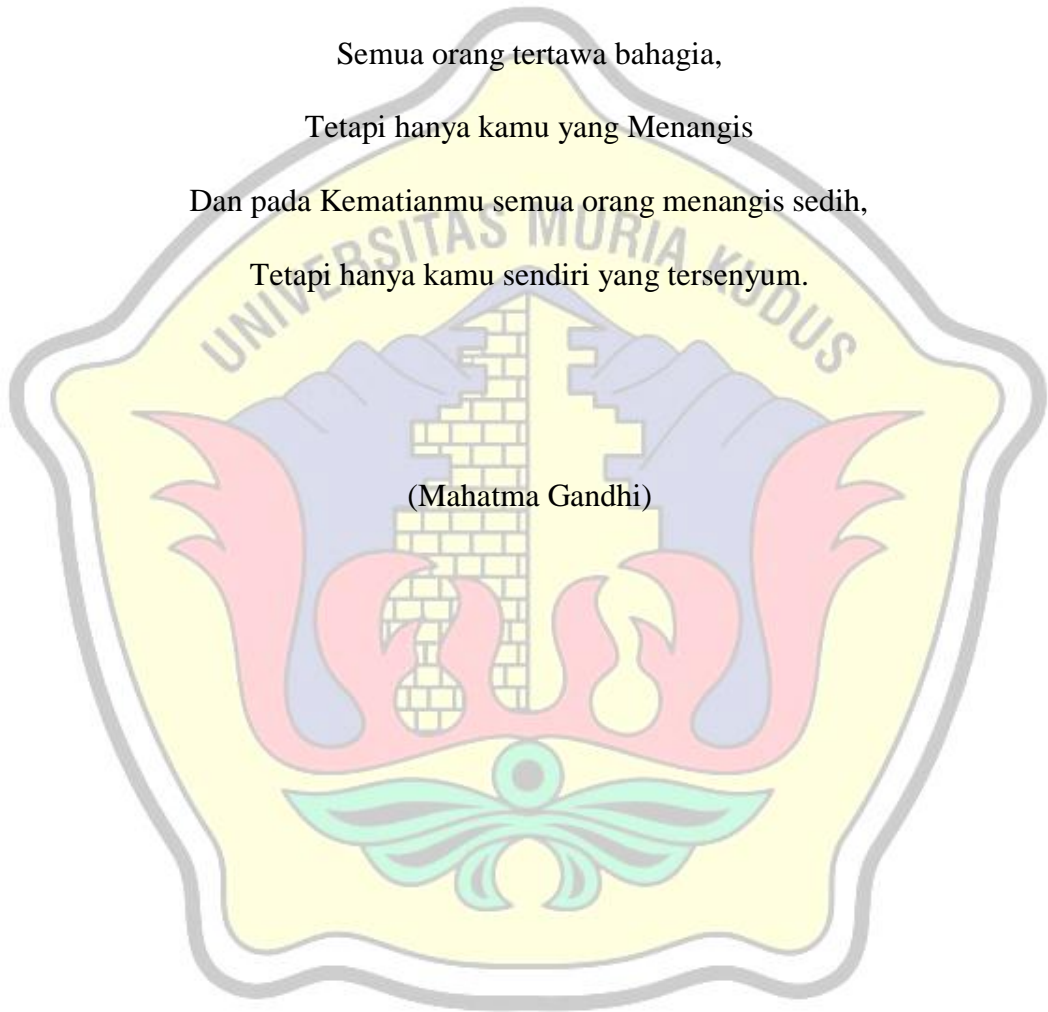 Semua orang tertawa bahagia,
Tetapi hanya kamu yang Menangis
Dan pada Kematianmu semua orang menangis sedih,
UNIVERSITAS MURIA KUDUS
Tetapi hanya kamu sendiri yang tersenyum.
(Mahatma Gandhi)